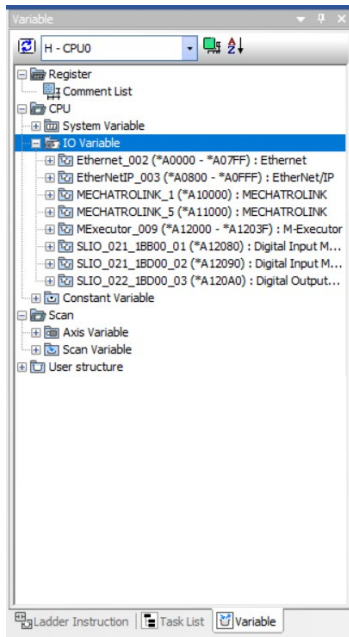 Variable
H - CPU0
Register
Comment List
CPU
System Variable
IO Variable
Ethernet_002 (*A0000 - *A07FF) : Ethernet
EtherNetIP_003 (*A0800 - *A0FFF) : EtherNet/IP
MECHATROLINK_1 (*A10000) : MECHATROLINK
MECHATROLINK_5 (*A11000) : MECHATROLINK
MExecutor_009 (*A12000 - *A1203F) : M-Executor
SLIO_021_1BB00_01 (*A12080) : Digital Input M...
SLIO_021_1BD00_02 (*A12090) : Digital Input M...
SLIO_022_1BD00_03 (*A120A0) : Digital Output...
Constant Variable
Scan
Axis Variable
Scan Variable
User structure
Ladder Instruction Task List Variable